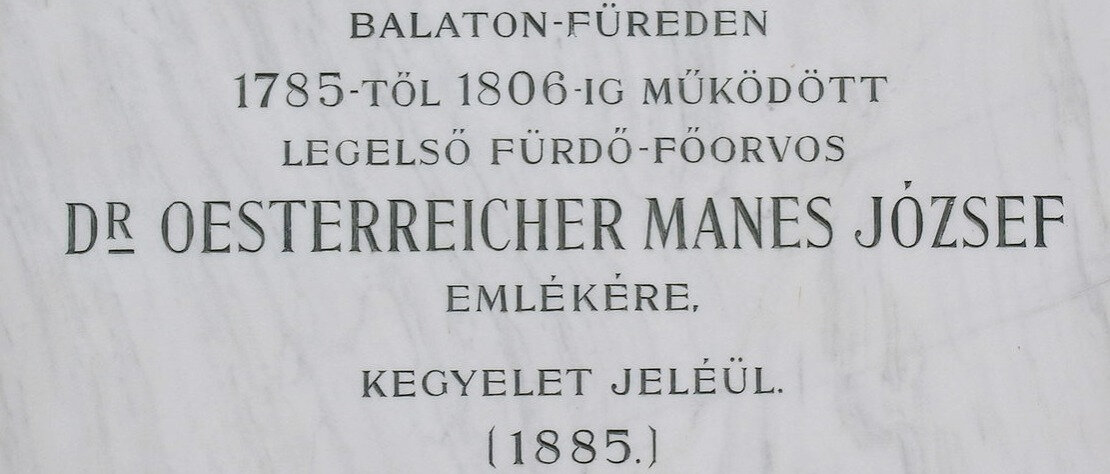 BALATON-FÜREDEN
1785-TŐL 1806-IG MŰKÖDÖTT
LEGELSŐ FÜRDŐ-FŐORVOS
DR OESTERREICHER MANES JÓZSEF
EMLÉKÉRE,
KEGYELET JELÉÜL.
(1885.)